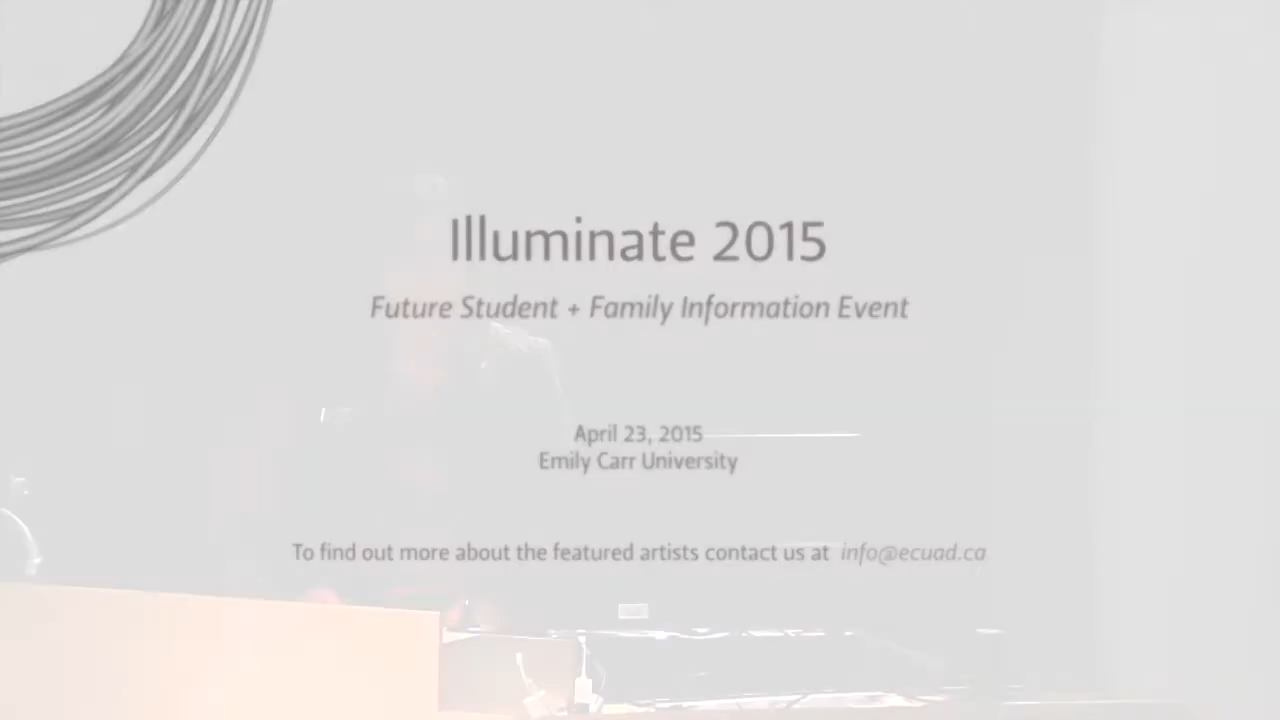 Illuminate 2015
Future Student + Family Information Event
April 23, 2015
Emily Carr University
To find out more about the featured artists contact us at info@ecuad.ca